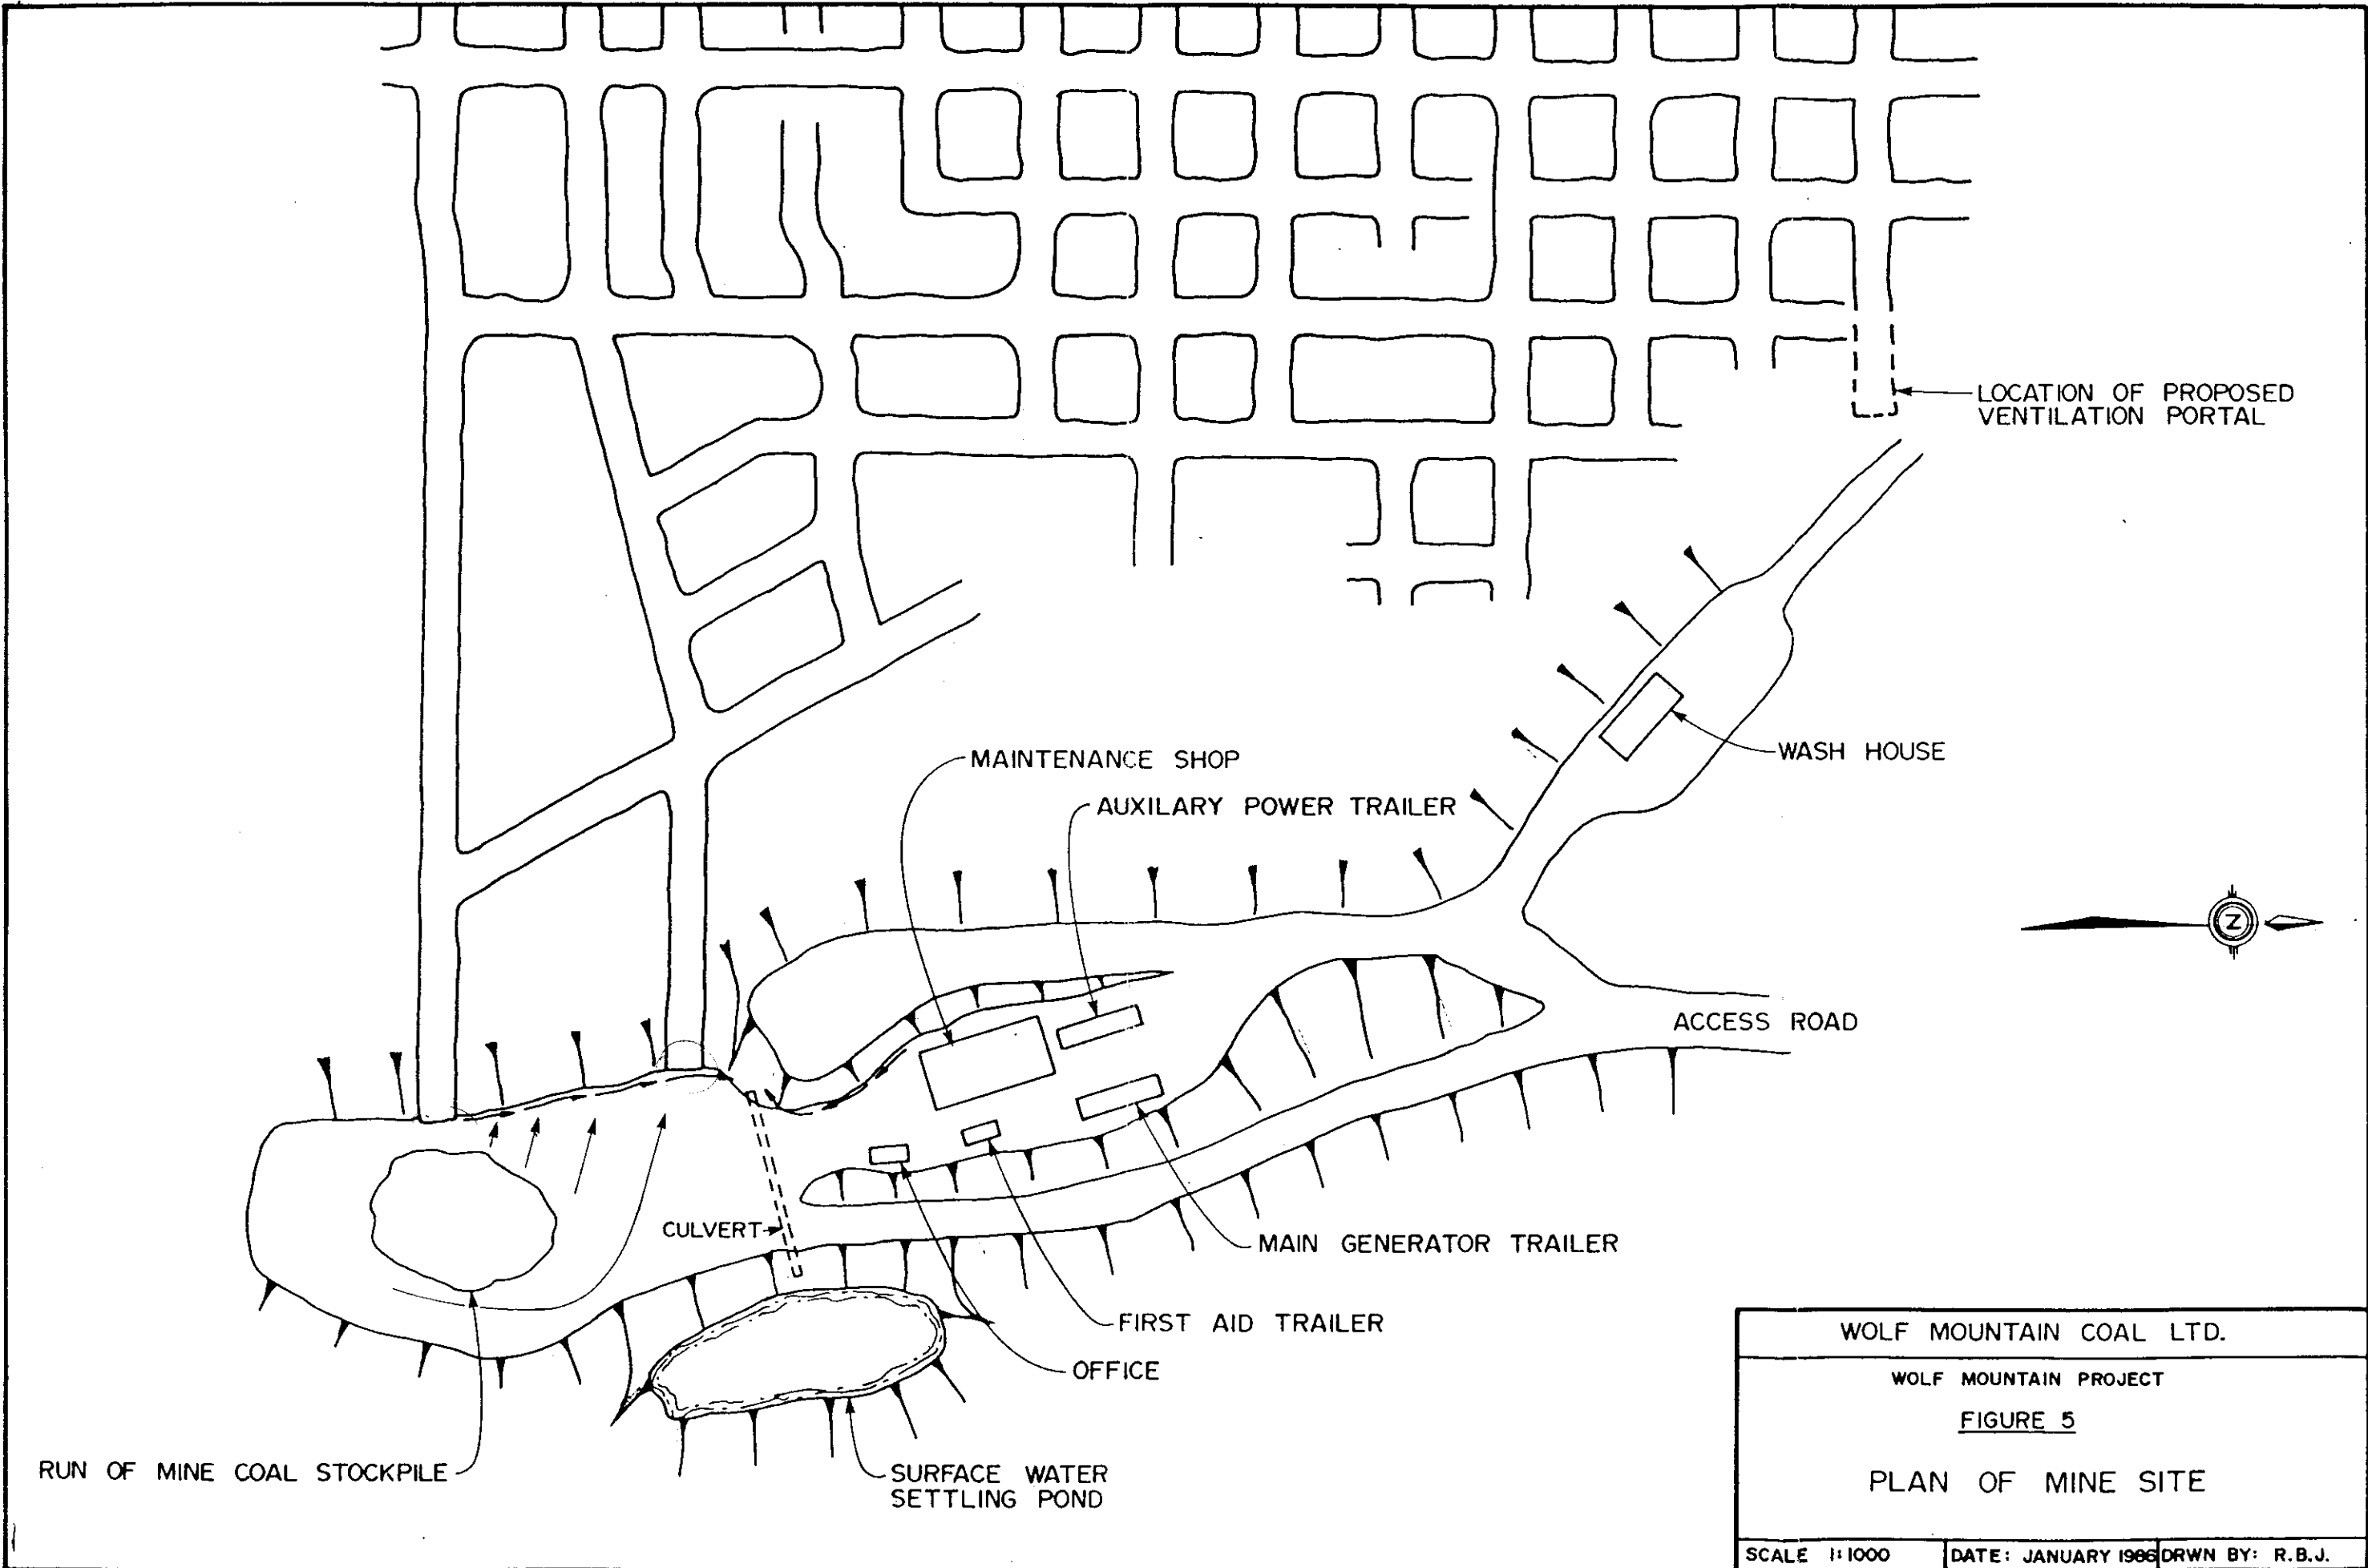 LOCATION OF PROPOSED
VENTILATION PORTAL
WASH HOUSE
MAINTENANCE SHOP
AUXILARY POWER TRAILER
Z
ACCESS ROAD
CULVERT
MAIN GENERATOR TRAILER
FIRST AID TRAILER
OFFICE
RUN OF MINE COAL STOCKPILE
SURFACE WATER
SETTLING POND
WOLF MOUNTAIN COAL LTD.
WOLF MOUNTAIN PROJECT
FIGURE 5
PLAN OF MINE SITE
SCALE 1:1000
DATE: JANUARY 1986
DRWN BY: R.B.J.